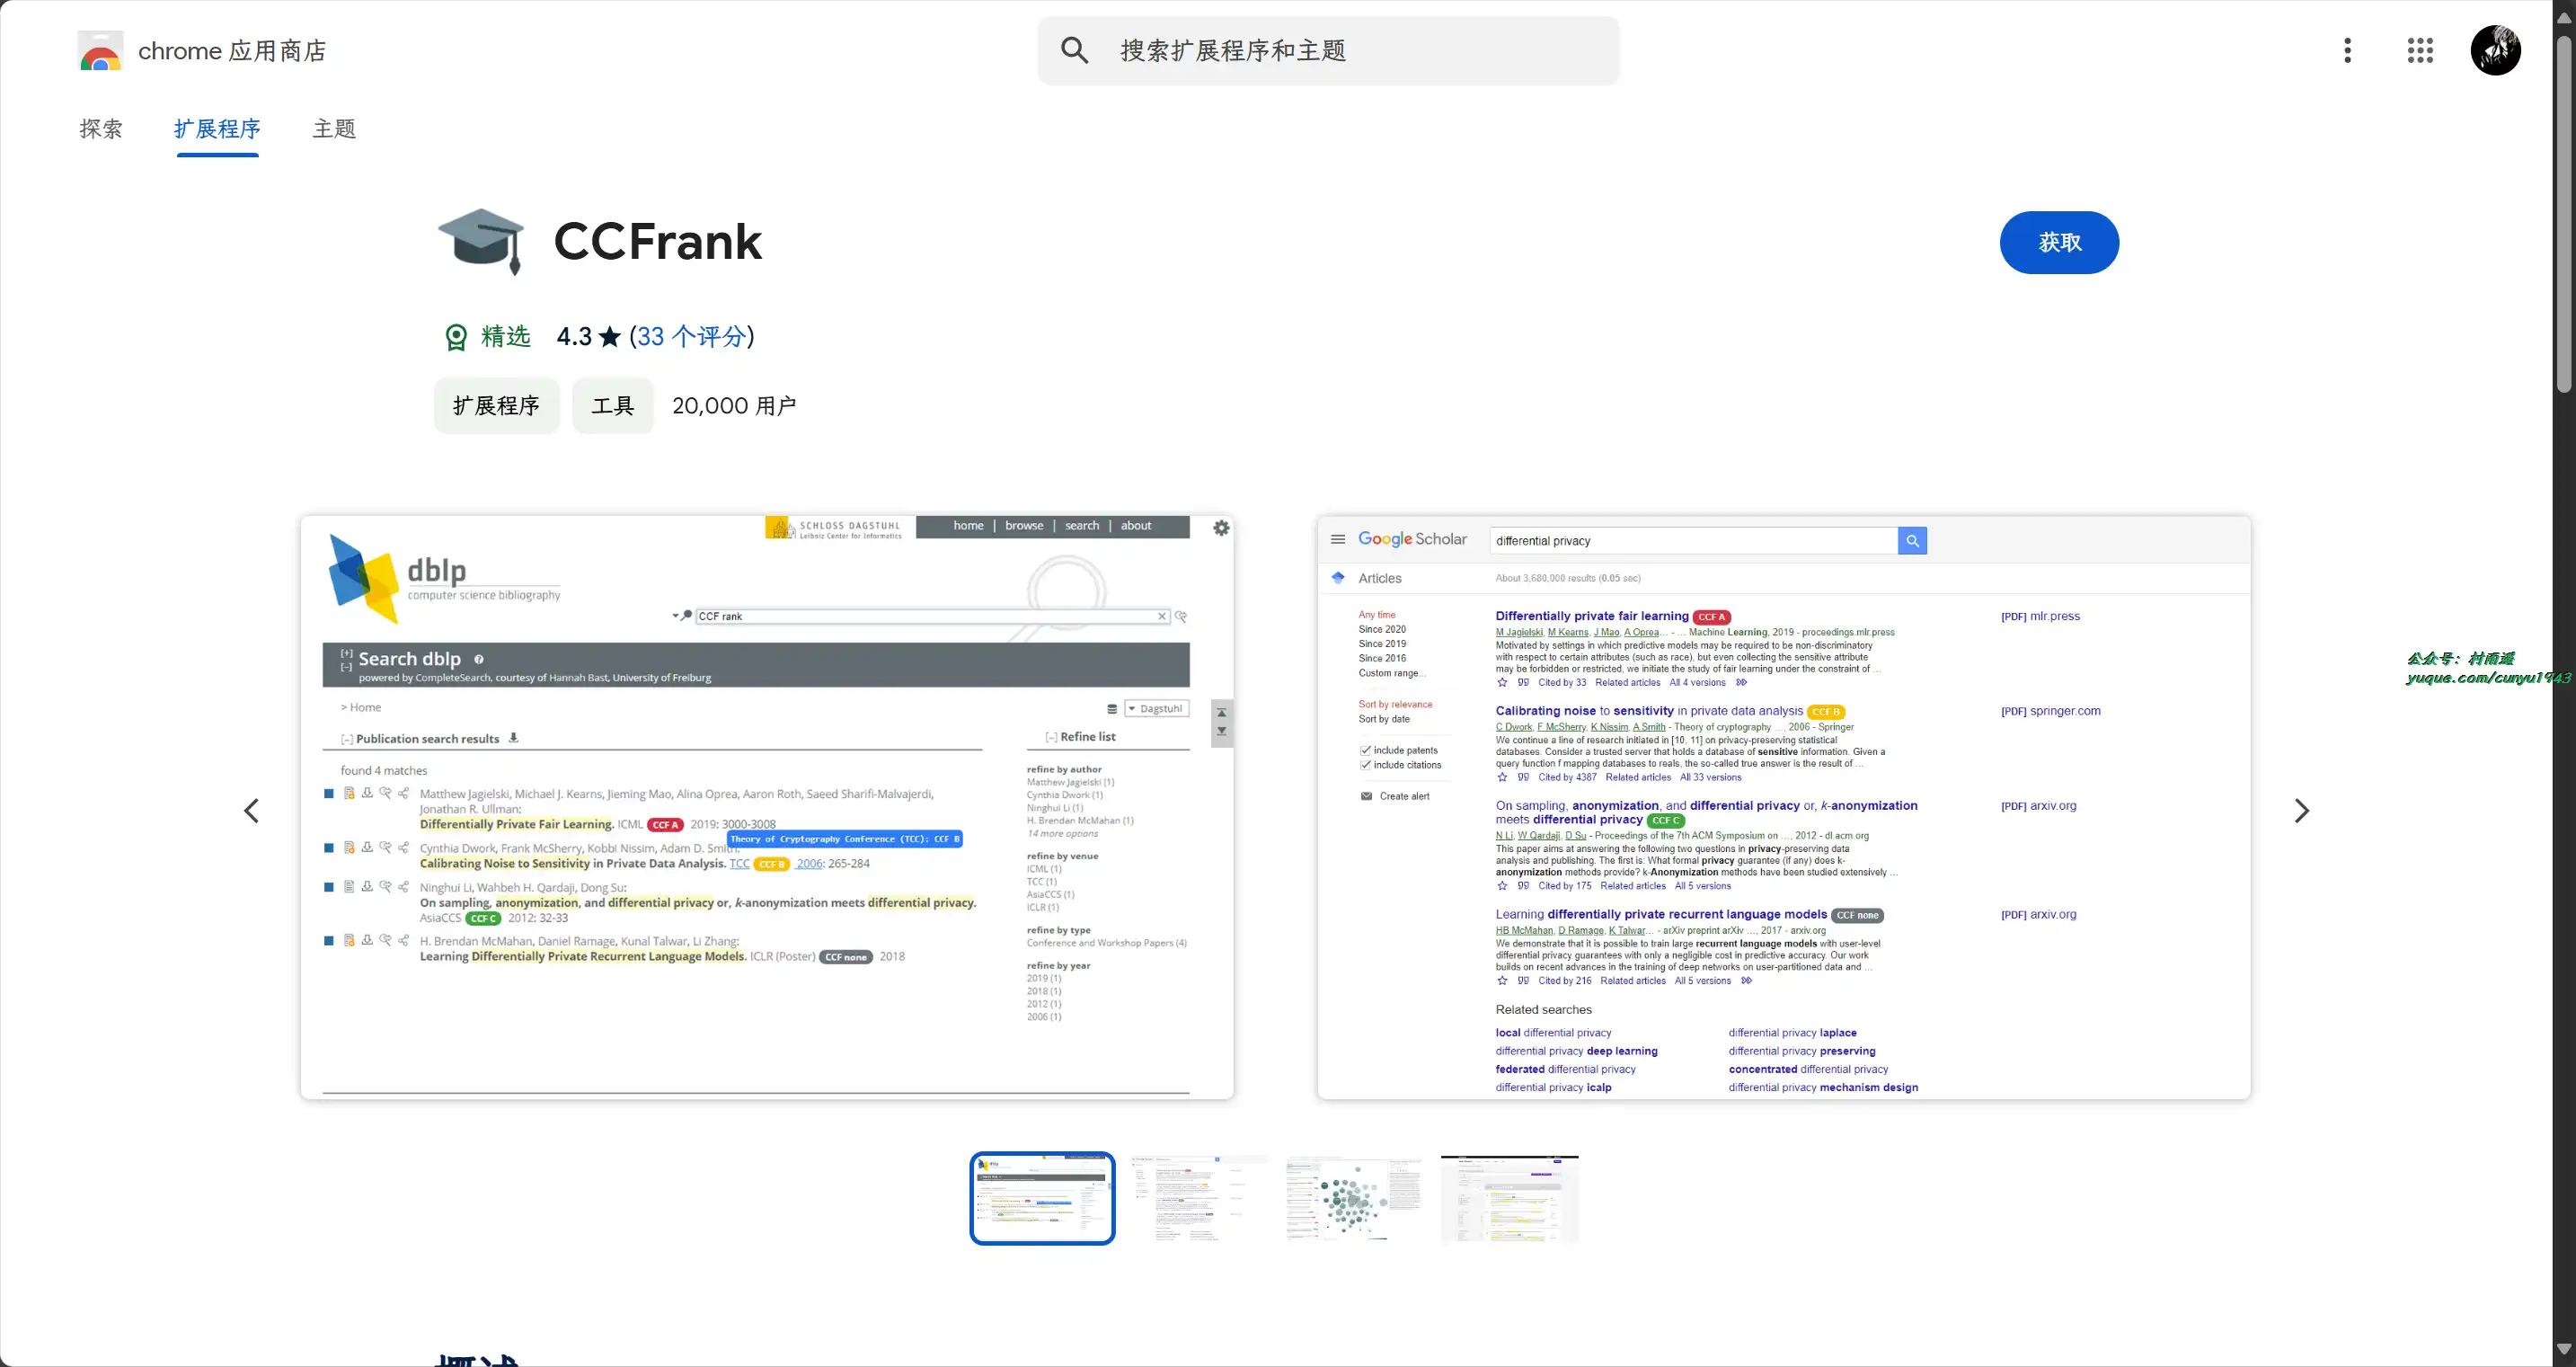 chrome 应用商店
搜索扩展程序和主题
探索
扩展程序
主题
CCFrank
获取
精选 4.3 ★ (33 个评分)
扩展程序
工具
20,000 用户
SCHLOSS DAGSTUHL
Leibniz Center for Informatics
home | browse | search | about
dblp
computer science bibliography
CCF rank
[+]
[-]
Search dblp
powered by CompleteSearch, courtesy of Hannah Bast, University of Freiburg
> Home
Dagstuhl
[-] Publication search results
found 4 matches
Matthew Jagielski, Michael J. Kearns, Jieming Mao, Alina Oprea, Aaron Roth, Saeed Sharifi-Malvajerdi,
Jonathan R. Ullman:
Differentially Private Fair Learning. ICML CCF A 2019: 3000-3008
Theory of Cryptography Conference (TCC): CCF B
Cynthia Dwork, Frank McSherry, Kobbi Nissim, Adam D. Smith:
Calibrating Noise to Sensitivity in Private Data Analysis. TCC CCF B 2006: 265-284
Ninghui Li, Wahbeh H. Qardaji, Dong Su:
On sampling, anonymization, and differential privacy or, k-anonymization meets differential privacy.
AsiaCCS CCF C 2012: 32-33
H. Brendan McMahan, Daniel Ramage, Kunal Talwar, Li Zhang:
Learning Differentially Private Recurrent Language Models. ICLR (Poster) CCF none 2018
[-] Refine list
refine by author
Matthew Jagielski (1)
Cynthia Dwork (1)
Ninghui Li (1)
H. Brendan McMahan (1)
14 more options
refine by venue
ICML (1)
TCC (1)
AsiaCCS (1)
ICLR (1)
refine by type
Conference and Workshop Papers (4)
refine by year
2019 (1)
2018 (1)
2012 (1)
2006 (1)
Google Scholar
differential privacy
Articles
About 3,680,000 results (0.05 sec)
Any time
Since 2020
Since 2019
Since 2016
Custom range...
Sort by relevance
Sort by date
include patents
include citations
Create alert
Differentially private fair learning CCF A
[PDF] mlr.press
M Jagielski, M Kearns, J Mao, A Oprea... - ... Machine Learning, 2019 - proceedings.mlr.press
Motivated by settings in which predictive models may be required to be non-discriminatory
with respect to certain attributes (such as race), but even collecting the sensitive attribute
may be forbidden or restricted, we initiate the study of fair learning under the constraint of ...
Cited by 33 Related articles All 4 versions
Calibrating noise to sensitivity in private data analysis CCF B
[PDF] springer.com
C Dwork, F McSherry, K Nissim, A Smith - Theory of cryptography ..., 2006 - Springer
We continue a line of research initiated in [10, 11] on privacy-preserving statistical
databases. Consider a trusted server that holds a database of sensitive information. Given a
query function f mapping databases to reals, the so-called true answer is the result of ...
Cited by 4387 Related articles All 33 versions
On sampling, anonymization, and differential privacy or, k-anonymization
meets differential privacy CCF C
[PDF] arxiv.org
N Li, W Qardaji, D Su - Proceedings of the 7th ACM Symposium on ..., 2012 - dl.acm.org
This paper aims at answering the following two questions in privacy-preserving data
analysis and publishing. The first is: What formal privacy guarantee (if any) does k-
anonymization methods provide? k-Anonymization methods have been studied extensively ...
Cited by 175 Related articles All 5 versions
Learning differentially private recurrent language models CCF none
[PDF] arxiv.org
HB McMahan, D Ramage, K Talwar... - arXiv preprint arXiv ..., 2017 - arxiv.org
We demonstrate that it is possible to train large recurrent language models with user-level
differential privacy guarantees with only a negligible cost in predictive accuracy. Our work
builds on recent advances in the training of deep networks on user-partitioned data and ...
Cited by 216 Related articles All 5 versions
Related searches
local differential privacy
differential privacy laplace
differential privacy deep learning
differential privacy preserving
federated differential privacy
concentrated differential privacy
differential privacy icalp
differential privacy mechanism design
公众号：村雨遥
yuque.com/cunyu1943